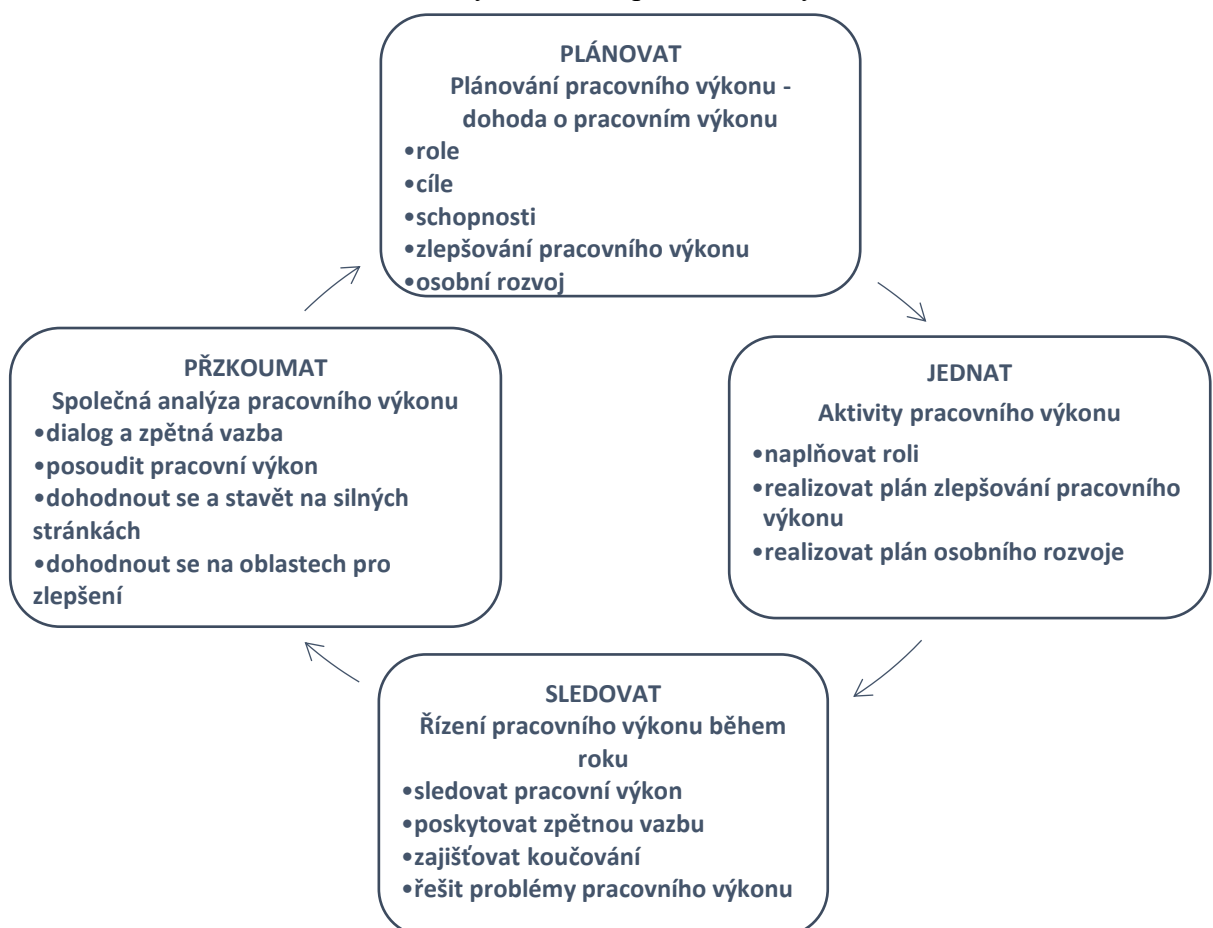 PLÁNOVAT
Plánování pracovního výkonu -
dohoda o pracovním výkonu
•role
•cíle
•schopnosti
•zlepšování pracovního výkonu
•osobní rozvoj
PŘZKOUMAT
Společná analýza pracovního výkonu
•dialog a zpětná vazba
•posoudit pracovní výkon
•dohodnout se a stavět na silných
stránkách
•dohodnout se na oblastech pro
zlepšení
JEDNAT
Aktivity pracovního výkonu
•naplňovat roli
•realizovat plán zlepšování pracovního
výkonu
•realizovat plán osobního rozvoje
SLEDOVAT
Řízení pracovního výkonu během
roku
•sledovat pracovní výkon
•poskytovat zpětnou vazbu
•zajišťovat koučování
•řešit problémy pracovního výkonu